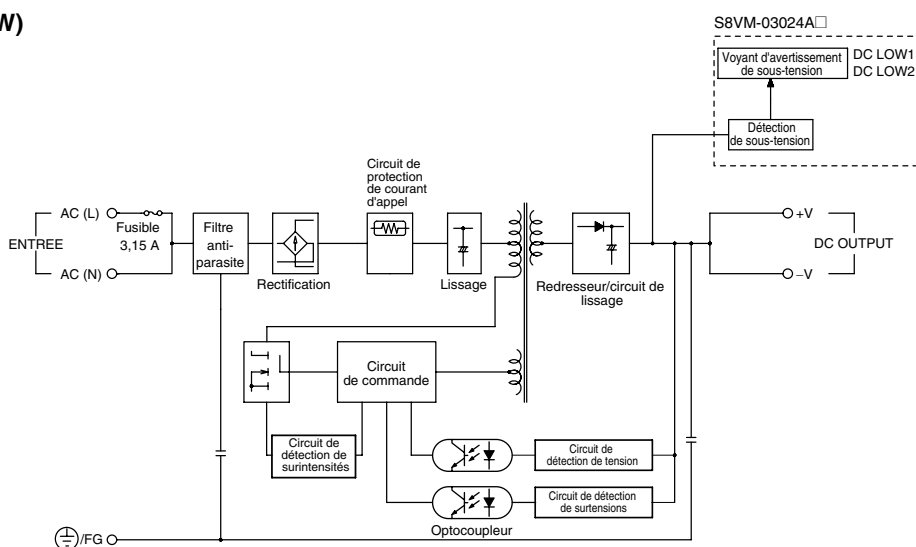 W)
S8VM-03024A□
Voyant d'avertissement
de sous-tension
DC LOW1
DC LOW2
Détection
de sous-tension
Circuit de
protection
de courant
d'appel
AC (L)
Fusible
3,15 A
ENTREE
AC (N)
Filtre
anti-
parasite
Rectification
Lissage
Redresseur/circuit de
lissage
+V
DC OUTPUT
–V
Circuit
de commande
Circuit de
détection de
surintensités
Circuit de
détection de tension
Circuit de détection
de surtensions
Optocoupleur
/FG